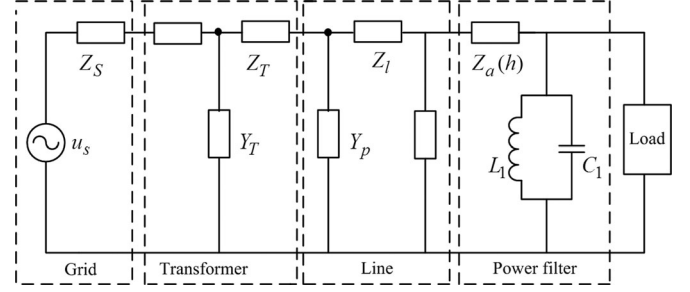 Z_S
Z_T
Z_l
Z_a(h)
u_s
Y_T
Y_p
L_1
C_1
Load
Grid
Transformer
Line
Power filter